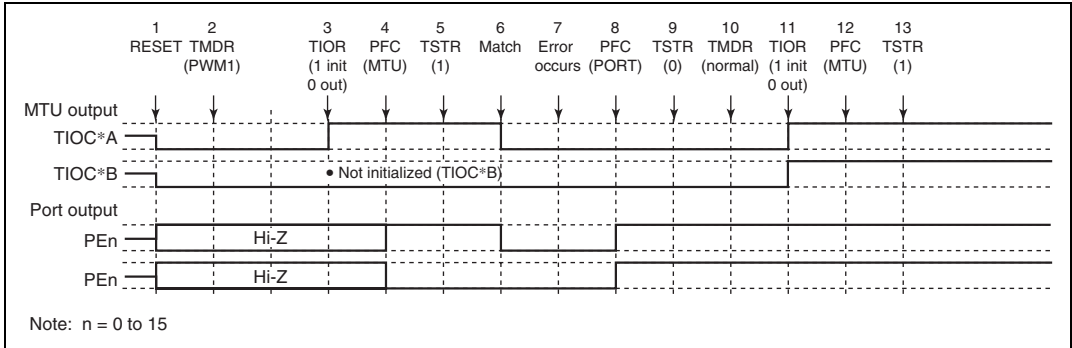 1 2 3 4 5 6 7 8 9 10 11 12 13
RESET TMDR TIOR PFC TSTR Match Error PFC TSTR TMDR TIOR PFC TSTR
(PWM1) (1 init (MTU) (1) occurs (PORT) (0) (normal) (1 init (MTU) (1)
0 out) 0 out)
MTU output
TIOC*A
TIOC*B
• Not initialized (TIOC*B)
Port output
PEn
Hi-Z
PEn
Hi-Z
Note: n = 0 to 15